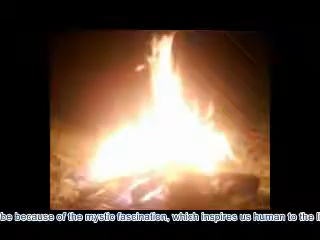 be because of the mystic fascination, which inspires us human to the